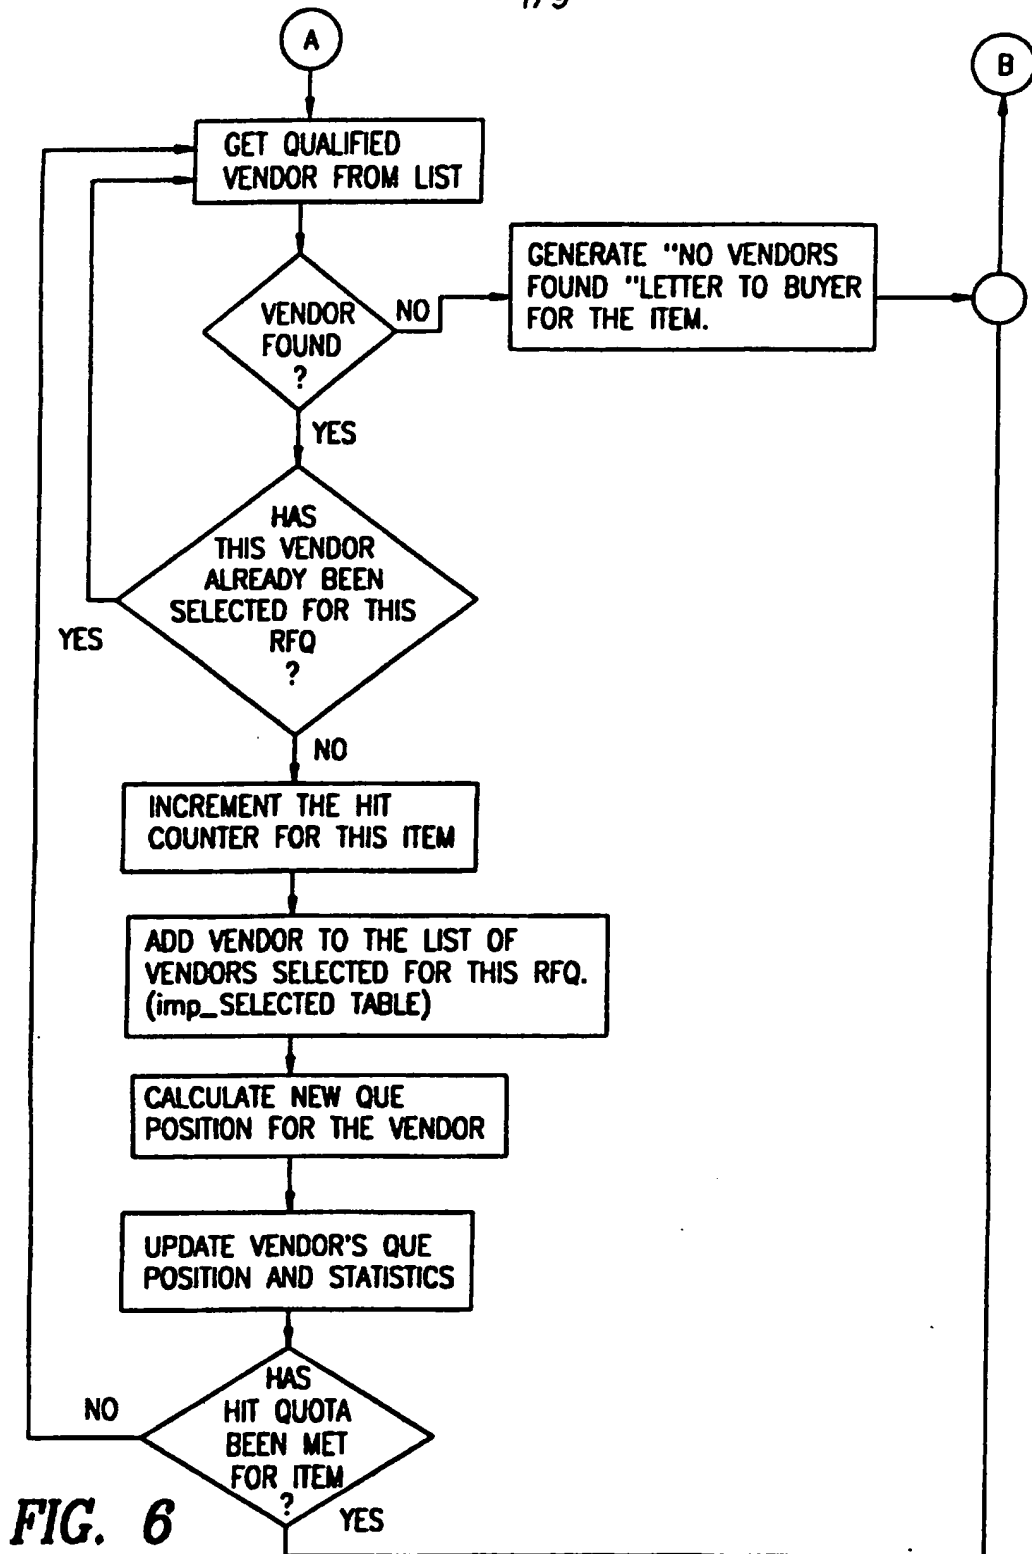 A
B
GET QUALIFIED
VENDOR FROM LIST
GENERATE "NO VENDORS
FOUND "LETTER TO BUYER
FOR THE ITEM.
VENDOR
FOUND
?
NO
YES
HAS
THIS VENDOR
ALREADY BEEN
SELECTED FOR THIS
RFQ
?
YES
NO
INCREMENT THE HIT
COUNTER FOR THIS ITEM
ADD VENDOR TO THE LIST OF
VENDORS SELECTED FOR THIS RFQ.
(imp_SELECTED TABLE)
CALCULATE NEW QUE
POSITION FOR THE VENDOR
UPDATE VENDOR'S QUE
POSITION AND STATISTICS
HAS
HIT QUOTA
BEEN MET
FOR ITEM
?
NO
YES
FIG. 6